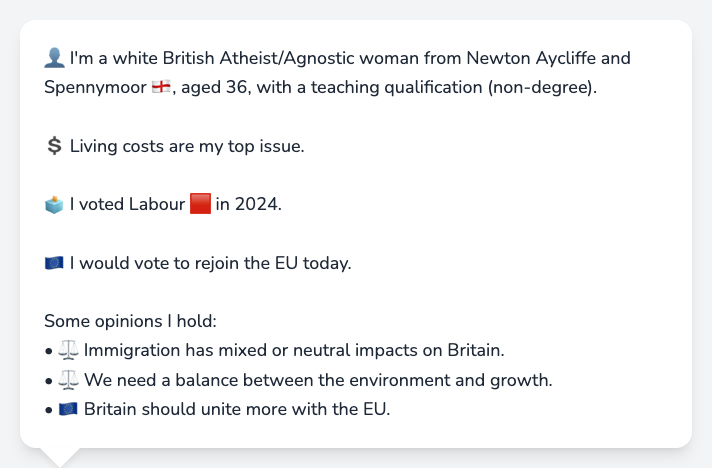 I'm a white British Atheist/Agnostic woman from Newton Aycliffe and
Spennymoor 🏴󠁧󠁢󠁥󠁮󠁧󠁿, aged 36, with a teaching qualification (non-degree).
$ Living costs are my top issue.
I voted Labour 🟥 in 2024.
I would vote to rejoin the EU today.
Some opinions I hold:
• ⚖️ Immigration has mixed or neutral impacts on Britain.
• ⚖️ We need a balance between the environment and growth.
• 🇪🇺 Britain should unite more with the EU.